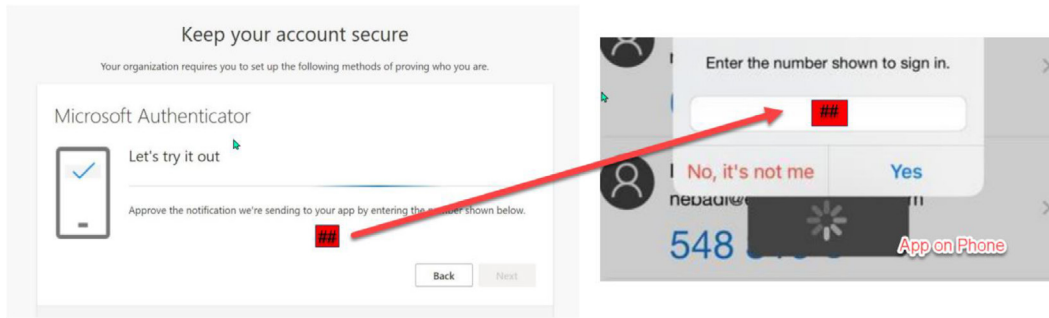 Keep your account secure
Your organization requires you to set up the following methods of proving who you are.
Microsoft Authenticator
Let's try it out
Approve the notification we're sending to your app by entering the number shown below.
##
Back
Next
Enter the number shown to sign in.
##
No, it's not me
Yes
548
App on Phone